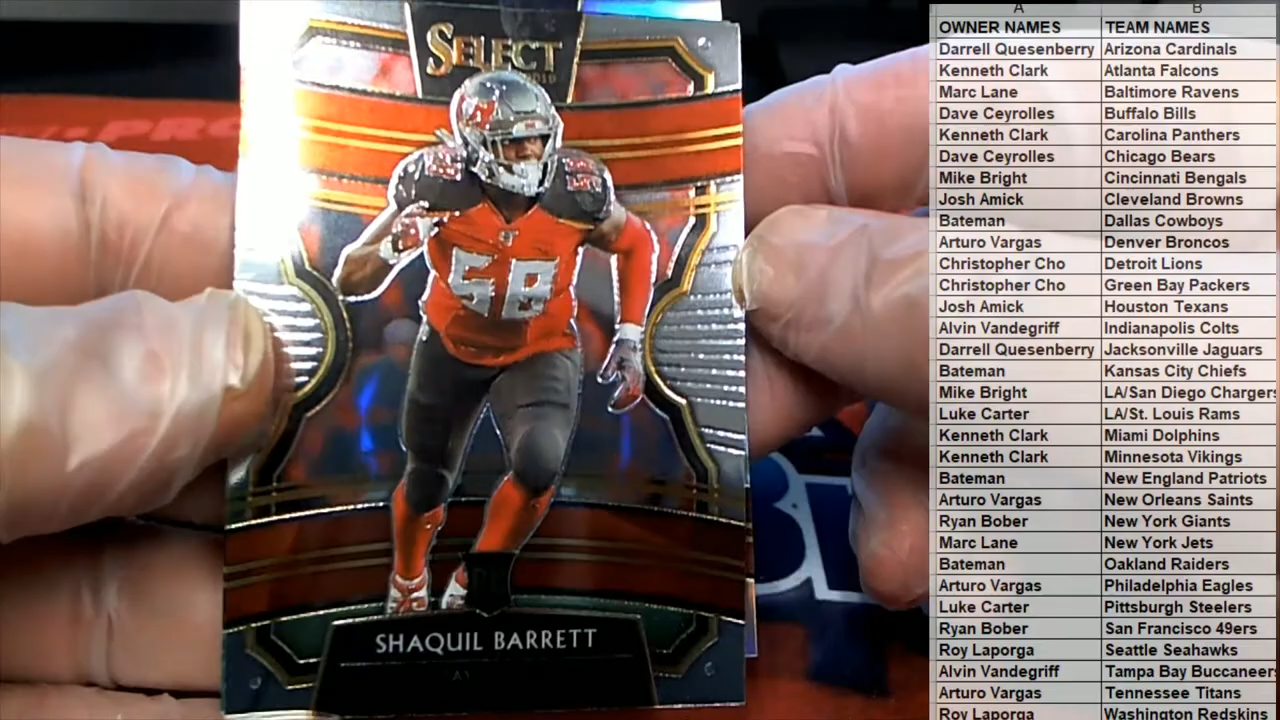 SELECT
2019
58
SHAQUIL BARRETT
A B
OWNER NAMES TEAM NAMES
Darrell Quesenberry Arizona Cardinals
Kenneth Clark Atlanta Falcons
Marc Lane Baltimore Ravens
Dave Ceyrolles Buffalo Bills
Kenneth Clark Carolina Panthers
Dave Ceyrolles Chicago Bears
Mike Bright Cincinnati Bengals
Josh Amick Cleveland Browns
Bateman Dallas Cowboys
Arturo Vargas Denver Broncos
Christopher Cho Detroit Lions
Christopher Cho Green Bay Packers
Josh Amick Houston Texans
Alvin Vandegriff Indianapolis Colts
Darrell Quesenberry Jacksonville Jaguars
Bateman Kansas City Chiefs
Mike Bright LA/San Diego Chargers
Luke Carter LA/St. Louis Rams
Kenneth Clark Miami Dolphins
Kenneth Clark Minnesota Vikings
Bateman New England Patriots
Arturo Vargas New Orleans Saints
Ryan Bober New York Giants
Marc Lane New York Jets
Bateman Oakland Raiders
Arturo Vargas Philadelphia Eagles
Luke Carter Pittsburgh Steelers
Ryan Bober San Francisco 49ers
Roy Laporga Seattle Seahawks
Alvin Vandegriff Tampa Bay Buccaneers
Arturo Vargas Tennessee Titans
Roy Laporga Washington Redskins